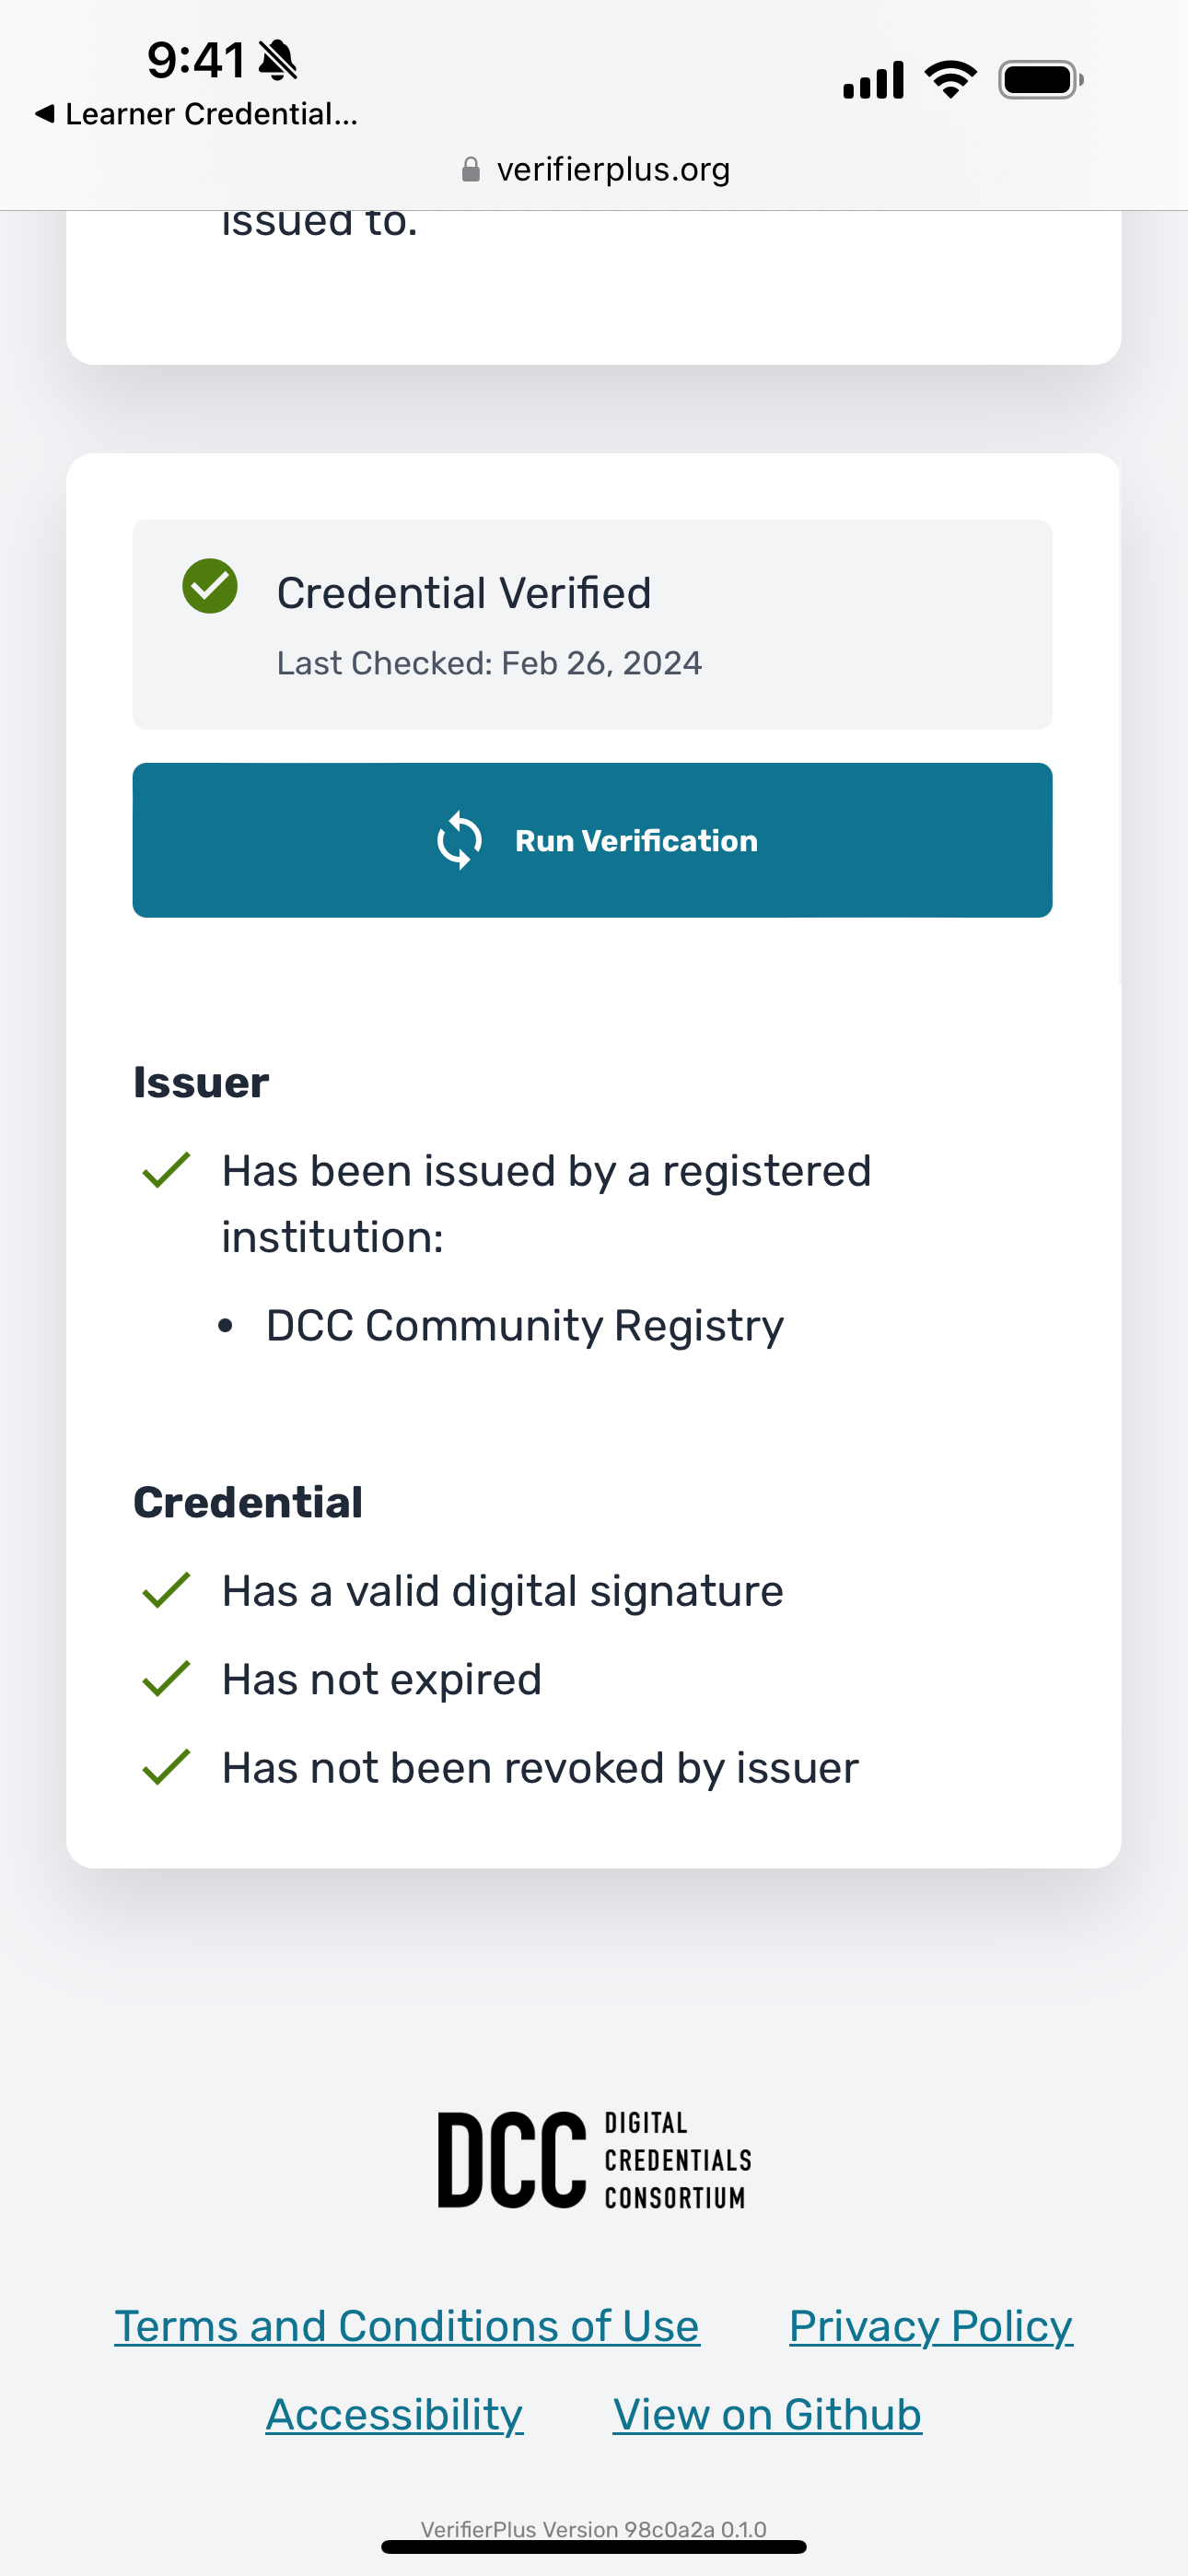 9:41
Learner Credential...
verifierplus.org
issued to.
Credential Verified
Last Checked: Feb 26, 2024
Run Verification
Issuer
Has been issued by a registered
institution:
• DCC Community Registry
Credential
Has a valid digital signature
Has not expired
Has not been revoked by issuer
DCC DIGITAL
CREDENTIALS
CONSORTIUM
Terms and Conditions of Use Privacy Policy
Accessibility View on Github
VerifierPlus Version 98c0a2a 0.1.0